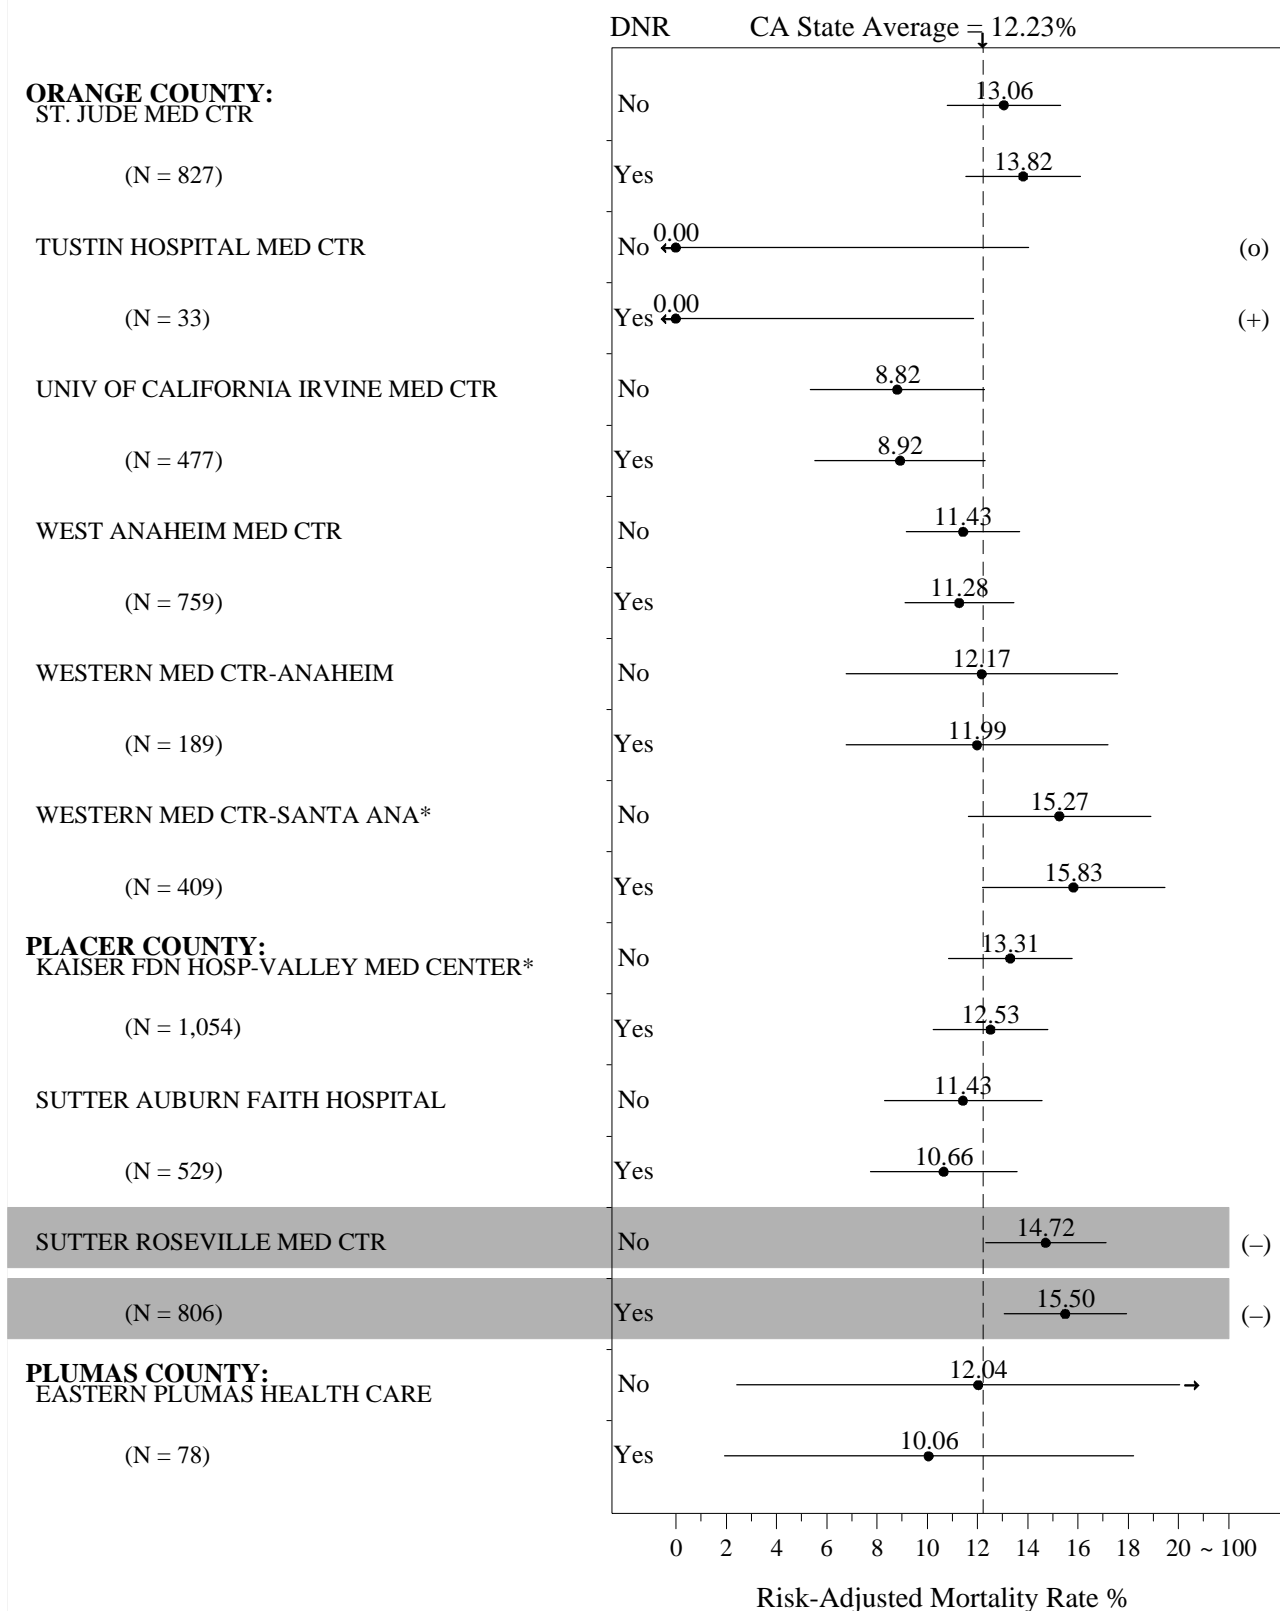 DNR CA State Average = 12.23%
ORANGE COUNTY:
ST. JUDE MED CTR No 13.06
(N = 827) Yes 13.82
TUSTIN HOSPITAL MED CTR No 0.00 (o)
(N = 33) Yes 0.00 (+)
UNIV OF CALIFORNIA IRVINE MED CTR No 8.82
(N = 477) Yes 8.92
WEST ANAHEIM MED CTR No 11.43
(N = 759) Yes 11.28
WESTERN MED CTR-ANAHEIM No 12.17
(N = 189) Yes 11.99
WESTERN MED CTR-SANTA ANA* No 15.27
(N = 409) Yes 15.83
PLACER COUNTY:
KAISER FDN HOSP-VALLEY MED CENTER* No 13.31
(N = 1,054) Yes 12.53
SUTTER AUBURN FAITH HOSPITAL No 11.43
(N = 529) Yes 10.66
SUTTER ROSEVILLE MED CTR No 14.72 (–)
(N = 806) Yes 15.50 (–)
PLUMAS COUNTY:
EASTERN PLUMAS HEALTH CARE No 12.04
(N = 78) Yes 10.06
0 2 4 6 8 10 12 14 16 18 20 ~ 100
Risk-Adjusted Mortality Rate %